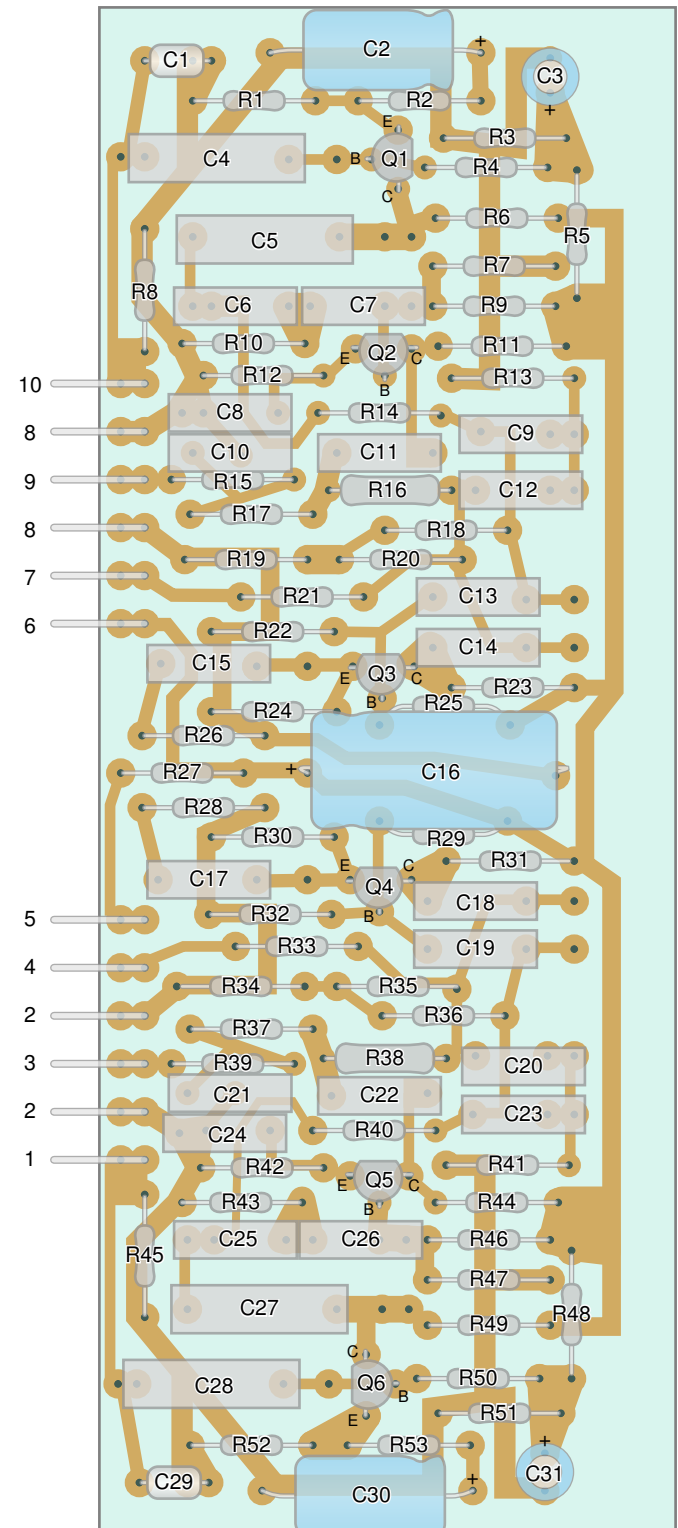 C1 C2 + C3
R1 R2 +
E
R3
C4 B Q1 R4
C
R6
C5 R5
R7
R8
C6 C7 R9
R10 E Q2 C R11
R12 B R13
10
C8 R14
8 C9
C10 C11
9 R15 R16 C12
R17
8 R18
R19 R20
7
R21 C13
6 R22
C14
C15 E Q3 C
R23
B
R24 R25
R26
R27 + C16
R28
R30 R29
R31
E C
C17 Q4
C18
5 R32 B
R33 C19
4
R34 R35
2 R36
R37
3 R39 R38 C20
C21 C22
2 C23
C24 R40
1 R42 R41
E Q5 C
R43 B R44
R45 C25 C26 R46
R47
C27 R48
R49
C
Q6 R50
C28 B
E R51
R52 R53 +
C29 + C31
C30